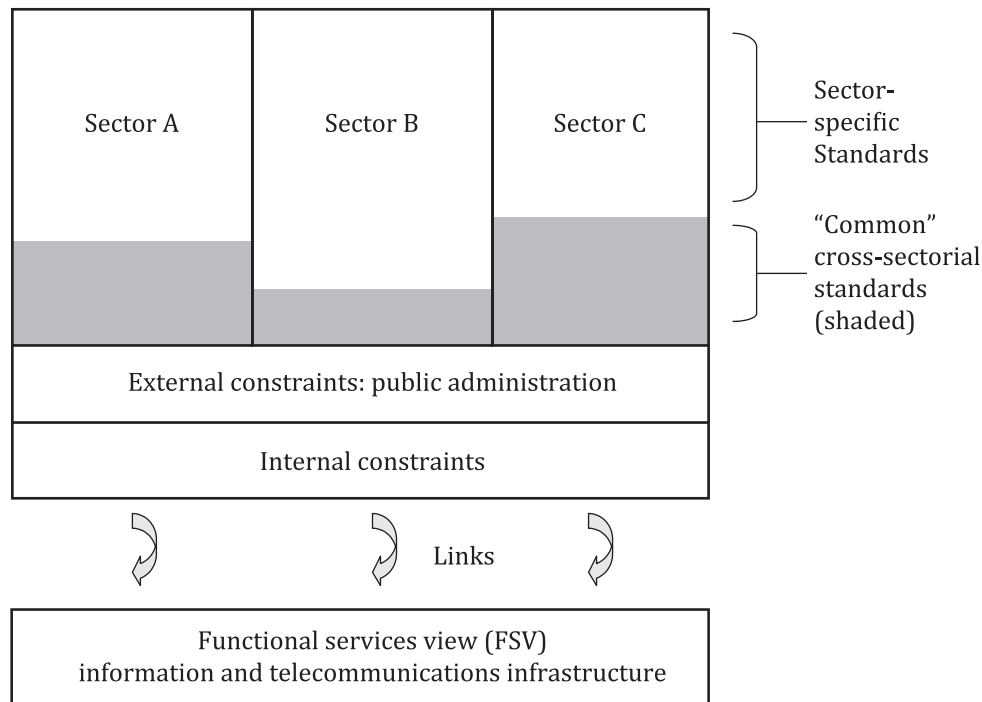 Sector A
Sector B
Sector C
Sector-
specific
Standards
“Common”
cross-sectorial
standards
(shaded)
External constraints: public administration
Internal constraints
Links
Functional services view (FSV)
information and telecommunications infrastructure